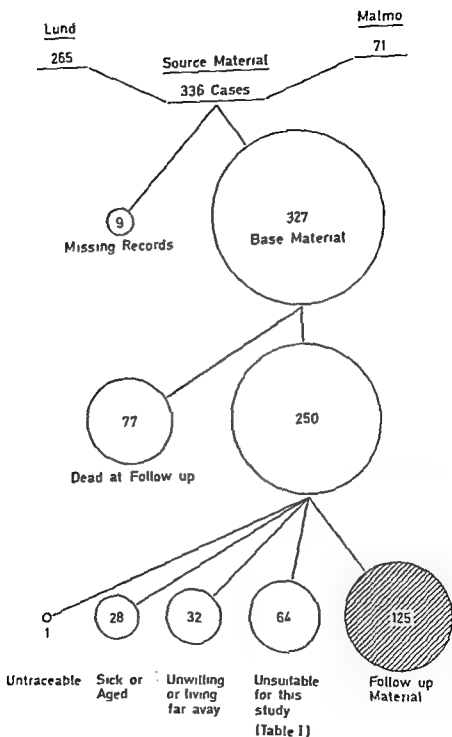 Lund
265
Malmo
71
Source Material
336 Cases
9
Missing Records
327
Base Material
77
Dead at Follow up
250
1
Untraceable
28
Sick or
Aged
32
Unwilling
or living
far avay
64
Unsuitable
for this
study
(Table I)
125
Follow up
Material